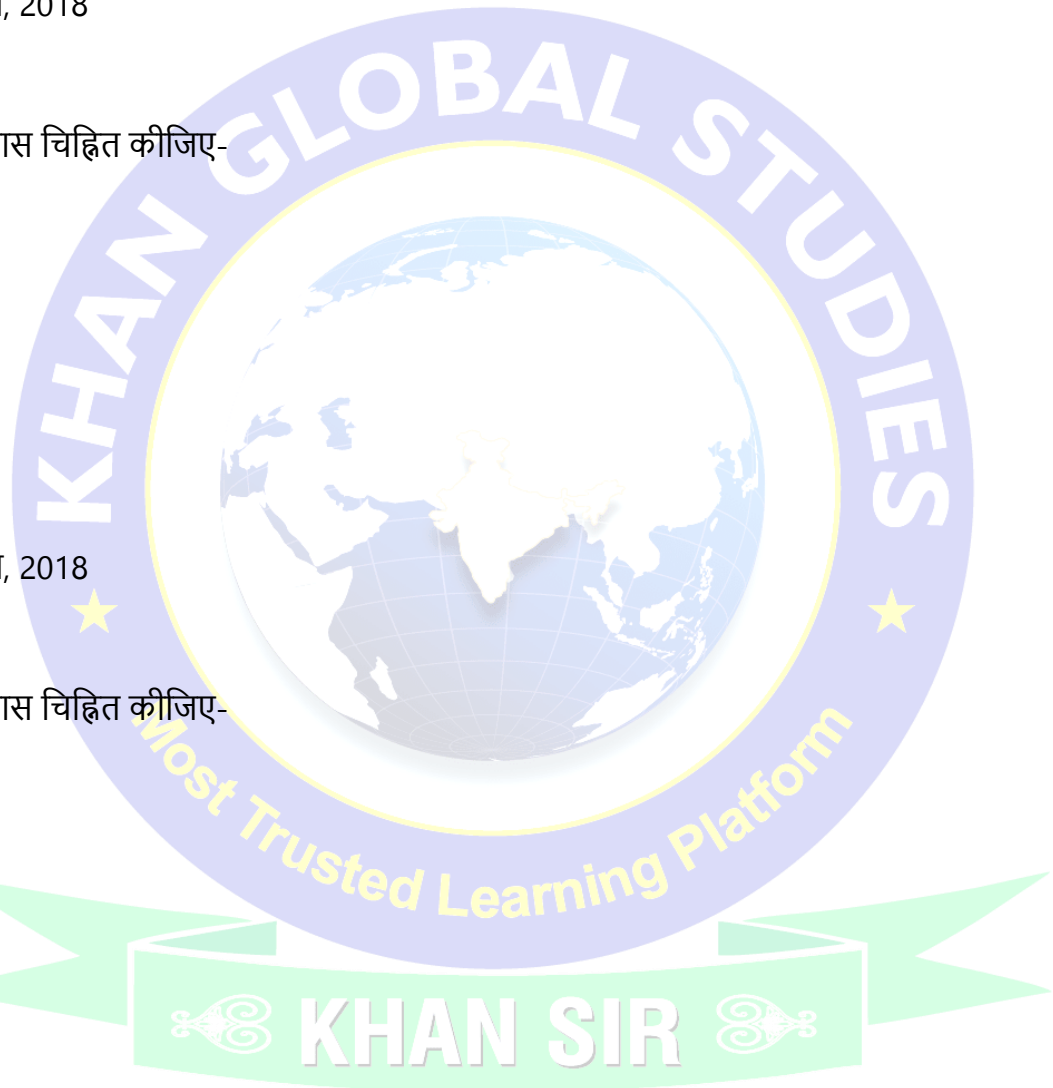 , 2018
KHAN GLOBAL STUDIES
चिह्नित कीजिए-
, 2018
चिह्नित कीजिए-
Most Trusted Learning Platform
KHAN SIR